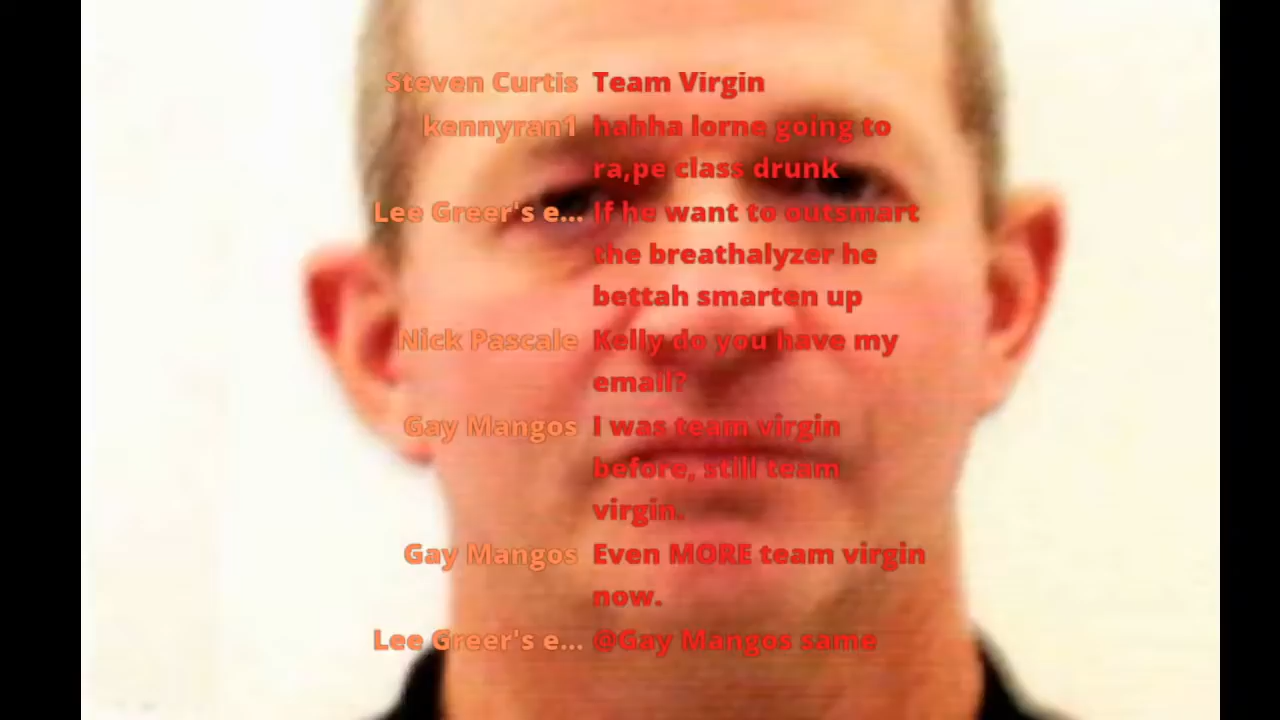 Steven Curtis Team Virgin
kennyran1 hahha lorne going to
ra,pe class drunk
Lee Greer's e... If he want to outsmart
the breathalyzer he
bettah smarten up
Nick Pascale Kelly do you have my
email?
Gay Mangos I was team virgin
before, still team
virgin.
Gay Mangos Even MORE team virgin
now.
Lee Greer's e... @Gay Mangos same